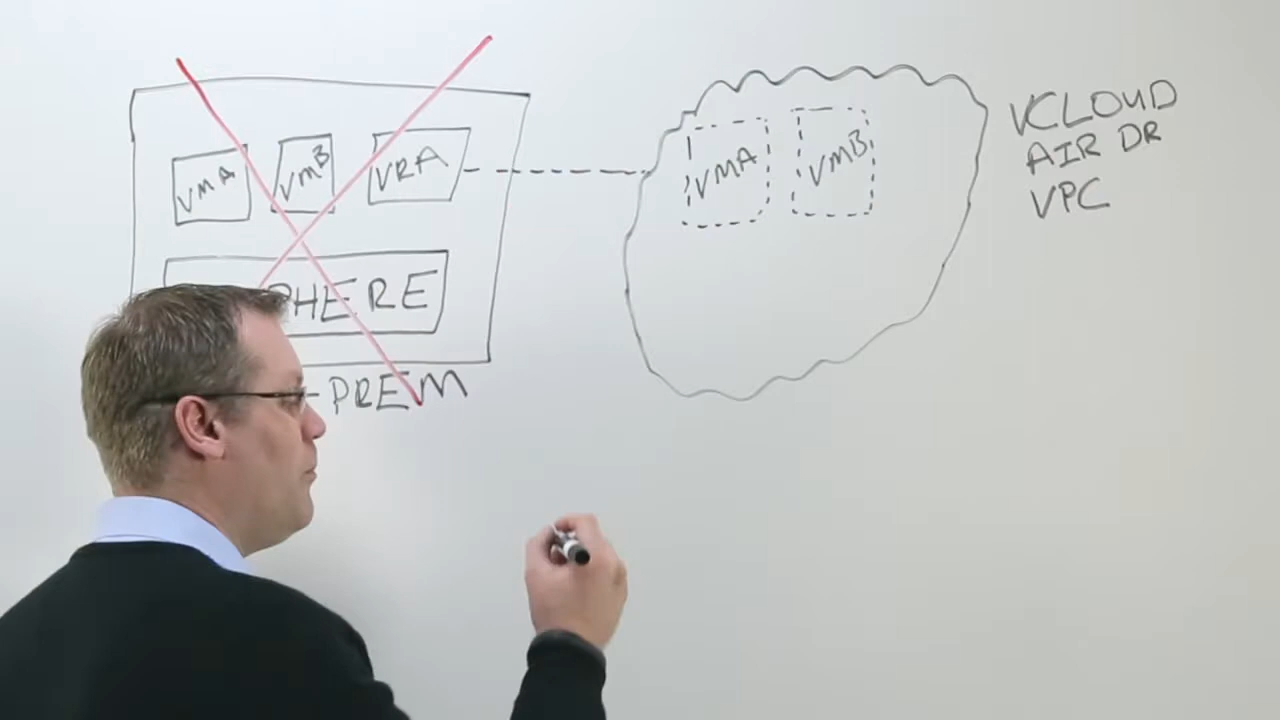 VMA VMB VRA
PHERE
-PREM
VMA VMB
VCLOUD
AIR DR
VPC